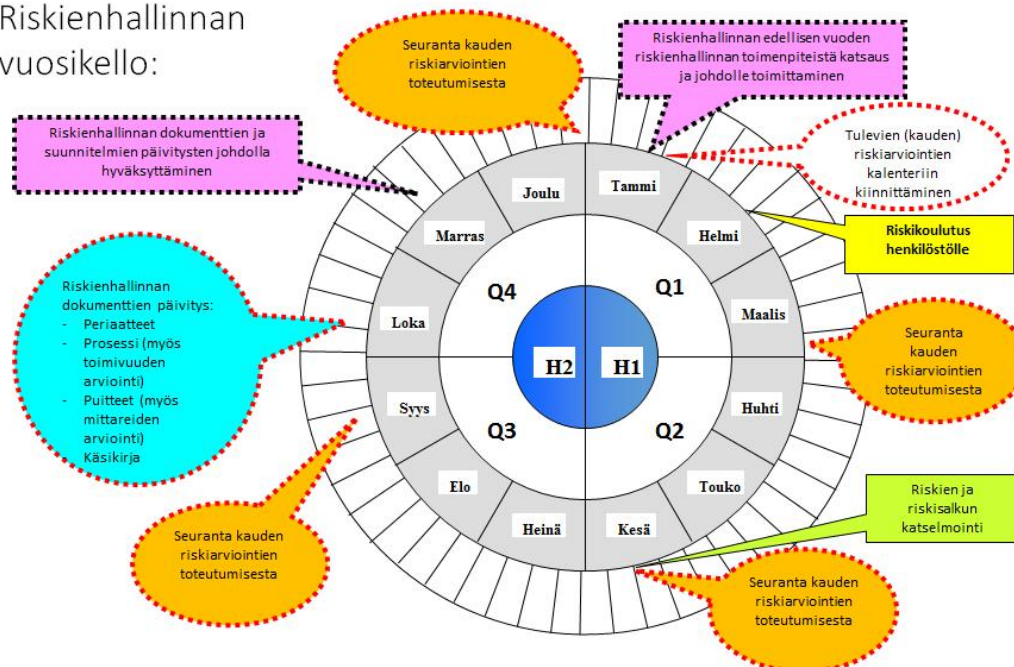 Riskienhallinnan
vuosikello:
Seuranta kauden
riskiarviointien
toteutumisesta
Riskienhallinnan edellisen vuoden
riskienhallinnan toimenpiteistä katsaus
ja johdolle toimittaminen
Riskienhallinnan dokumenttien ja
suunnitelmien päivitysten johdolla
hyväksyttäminen
Tulevien (kauden)
riskiarviointien
kalenteriin
kiinnittäminen
Riskikoulutus
henkilöstölle
Joulu
Tammi
Marras
Helmi
Loka
Maalis
Syys
Huhti
Elo
Touko
Heinä
Kesä
Q4
Q1
Q3
Q2
H2
H1
Riskienhallinnan
dokumenttien päivitys:
- Periaatteet
- Prosessi (myös
toimivuuden
arviointi)
- Puitteet (myös
mittareiden
arviointi)
Käsikirja
Seuranta
kauden
riskiarviointien
toteutumisesta
Riskien ja
riskisalkun
katselmointi
Seuranta kauden
riskiarviointien
toteutumisesta
Seuranta kauden
riskiarviointien
toteutumisesta